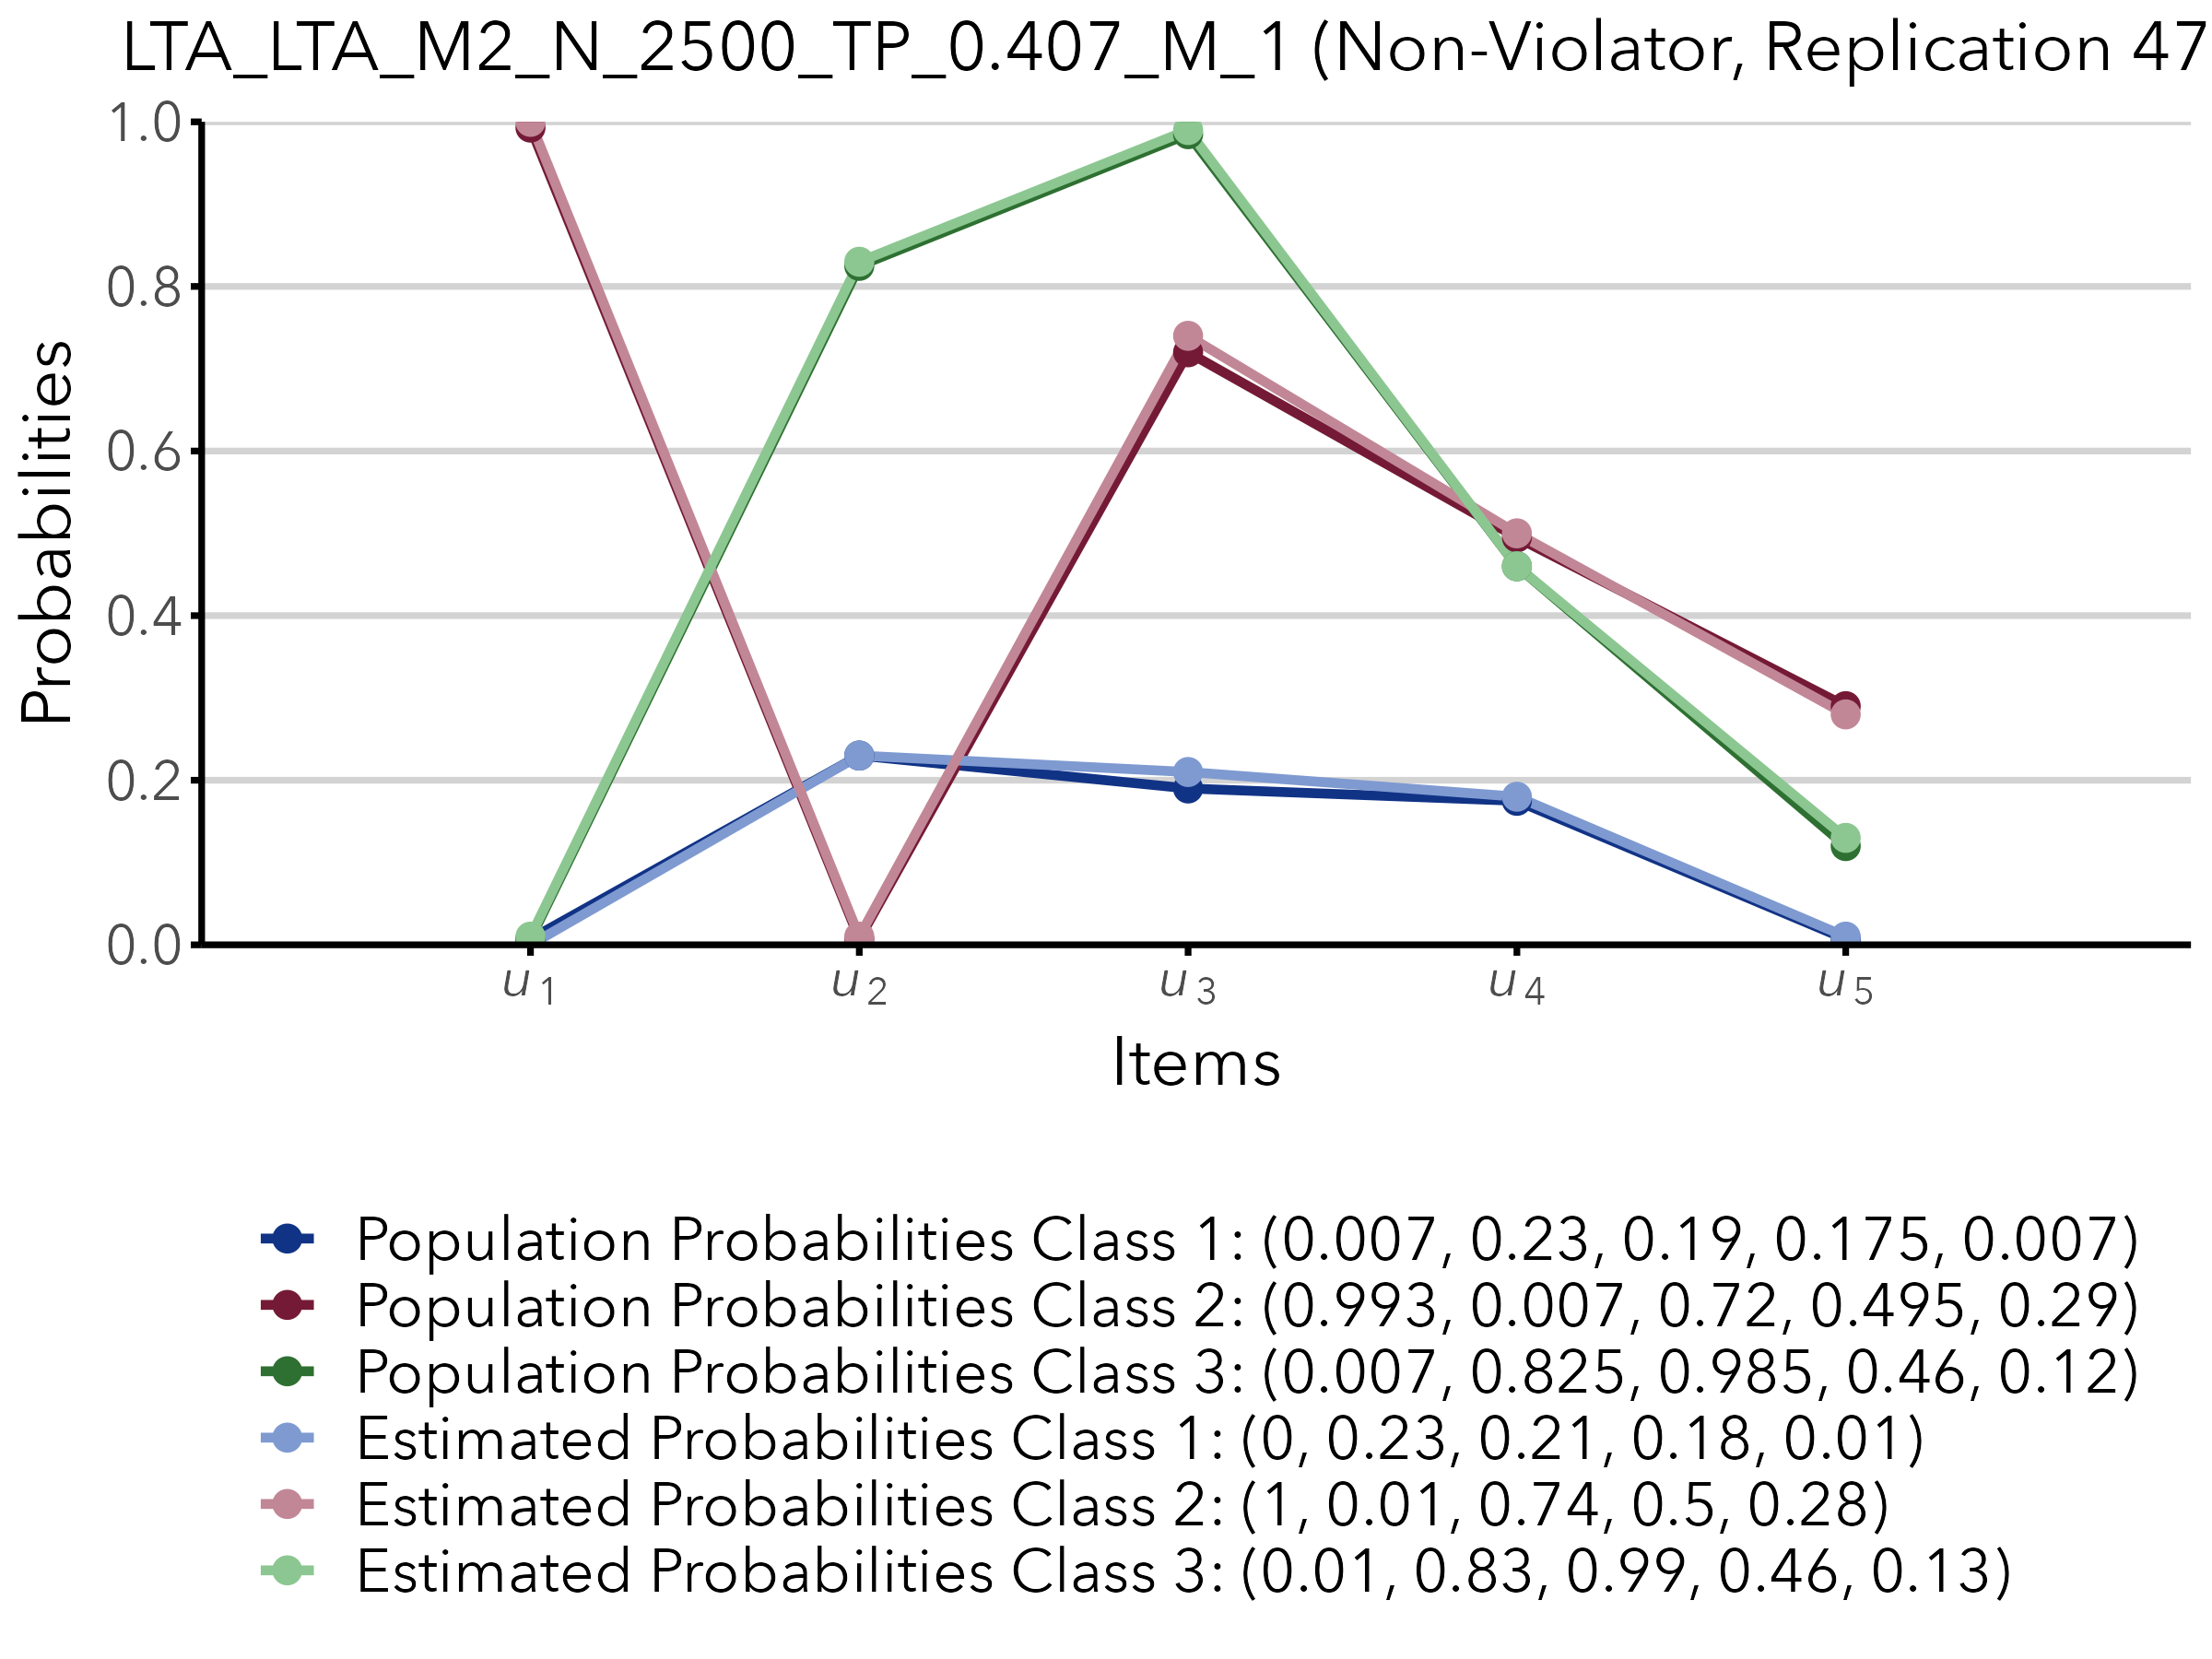 LTA_LTA_M2_N_2500_TP_0.407_M_1 (Non-Violator, Replication 47
Probabilities
1.0
0.8
0.6
0.4
0.2
0.0
u1
u2
u3
u4
u5
Items
Population Probabilities Class 1: (0.007, 0.23, 0.19, 0.175, 0.007)
Population Probabilities Class 2: (0.993, 0.007, 0.72, 0.495, 0.29)
Population Probabilities Class 3: (0.007, 0.825, 0.985, 0.46, 0.12)
Estimated Probabilities Class 1: (0, 0.23, 0.21, 0.18, 0.01)
Estimated Probabilities Class 2: (1, 0.01, 0.74, 0.5, 0.28)
Estimated Probabilities Class 3: (0.01, 0.83, 0.99, 0.46, 0.13)